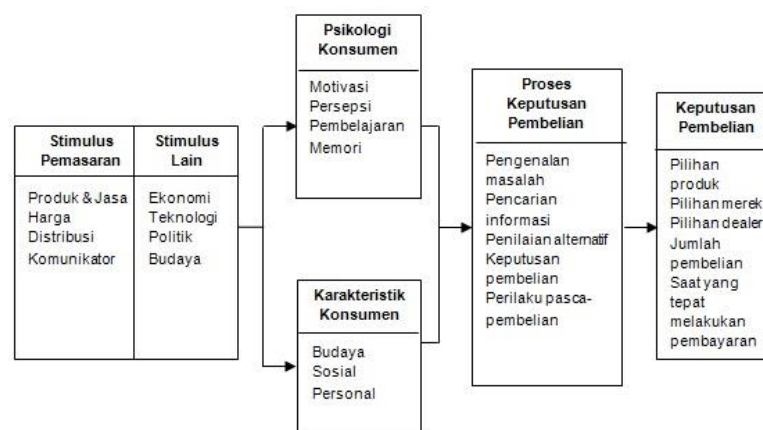 Stimulus
Pemasaran
Produk & Jasa
Harga
Distribusi
Komunikator
Stimulus
Lain
Ekonomi
Teknologi
Politik
Budaya
Psikologi
Konsumen
Motivasi
Persepsi
Pembelajaran
Memori
Karakteristik
Konsumen
Budaya
Sosial
Personal
Proses
Keputusan
Pembelian
Pengenalan
masalah
Pencarian
informasi
Penilaian alternatif
Keputusan
pembelian
Perilaku pasca-
pembelian
Keputusan
Pembelian
Pilihan
produk
Pilihan merek
Pilihan dealer
Jumlah
pembelian
Saat yang
tepat
melakukan
pembayaran